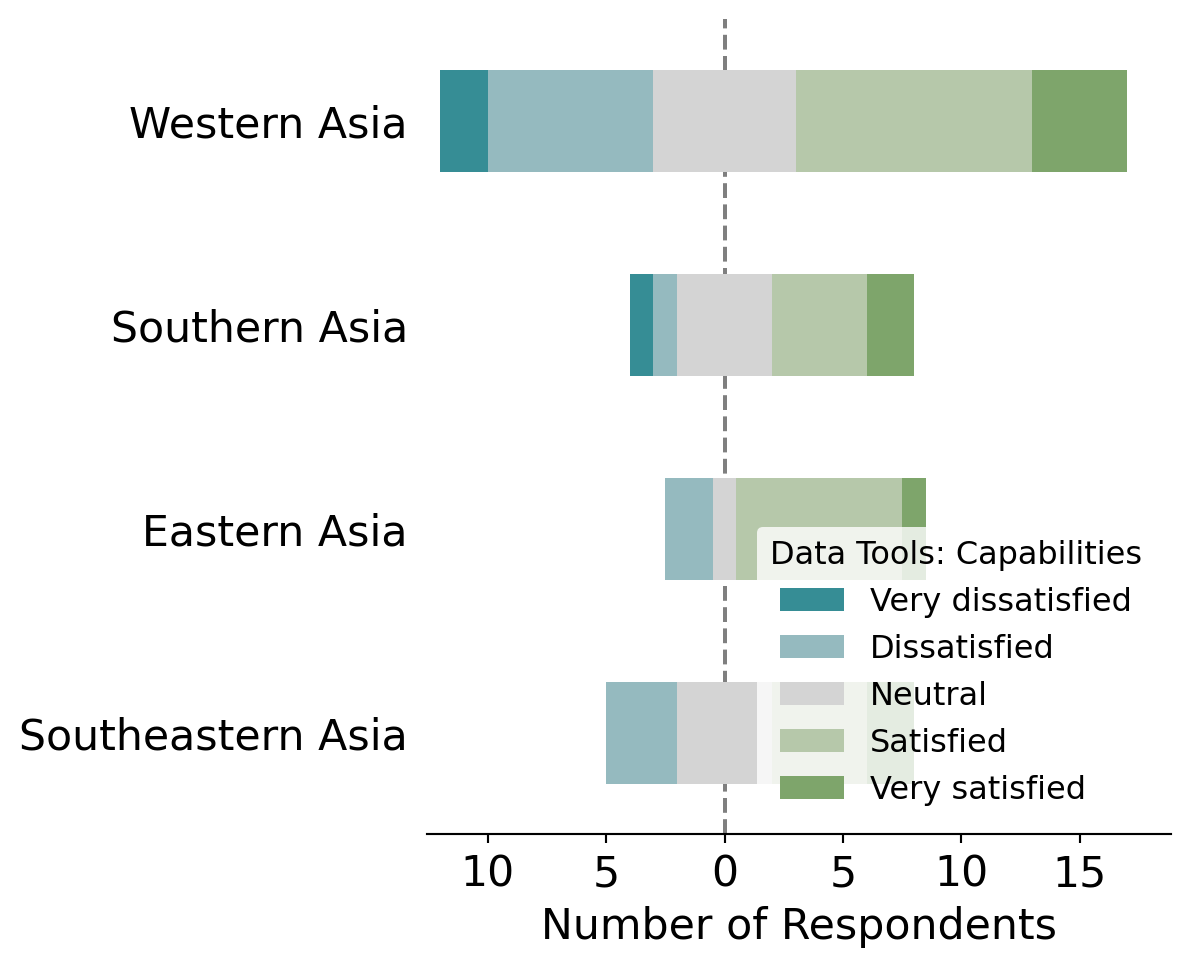 Western Asia
Southern Asia
Eastern Asia
Southeastern Asia
Data Tools: Capabilities
Very dissatisfied
Dissatisfied
Neutral
Satisfied
Very satisfied
10 5 0 5 10 15
Number of Respondents